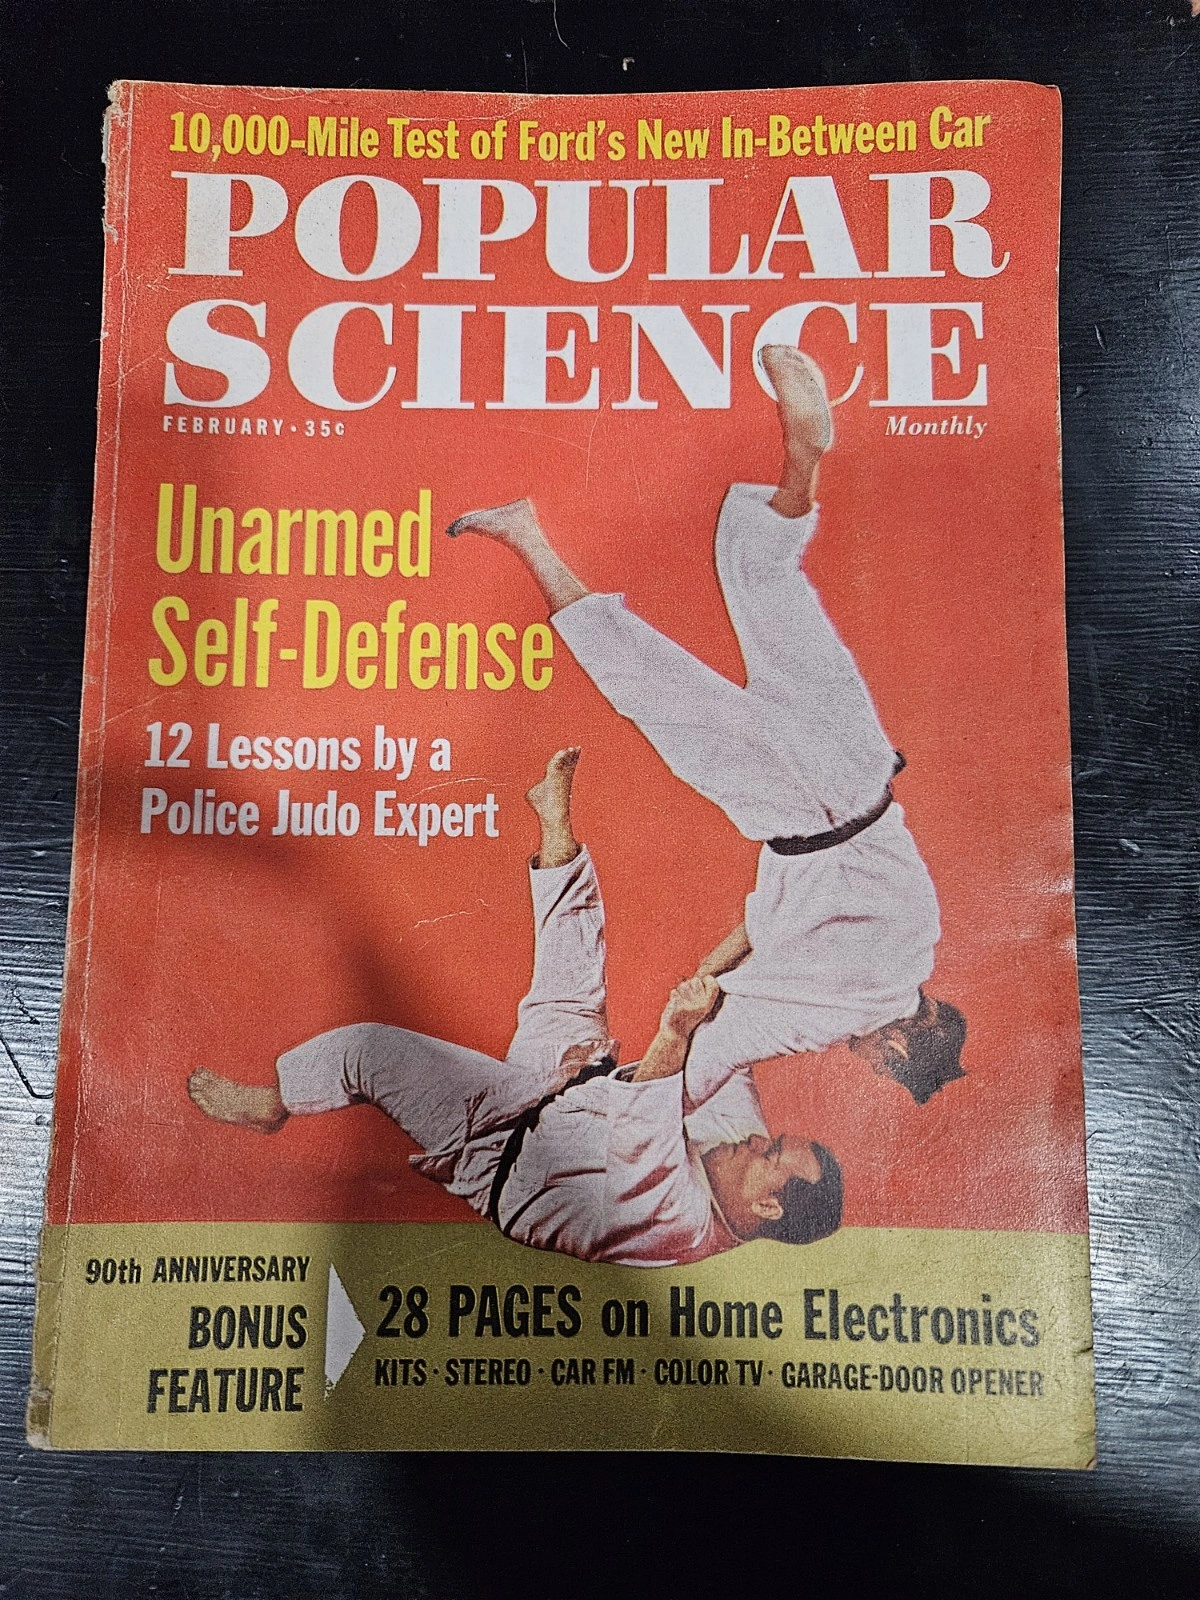 10,000-Mile Test of Ford's New In-Between Car
POPULAR
SCIENCE
FEBRUARY · 35¢
Monthly
Unarmed
Self-Defense
12 Lessons by a
Police Judo Expert
90th ANNIVERSARY
BONUS
FEATURE
28 PAGES on Home Electronics
KITS · STEREO · CAR FM · COLOR TV · GARAGE-DOOR OPENER